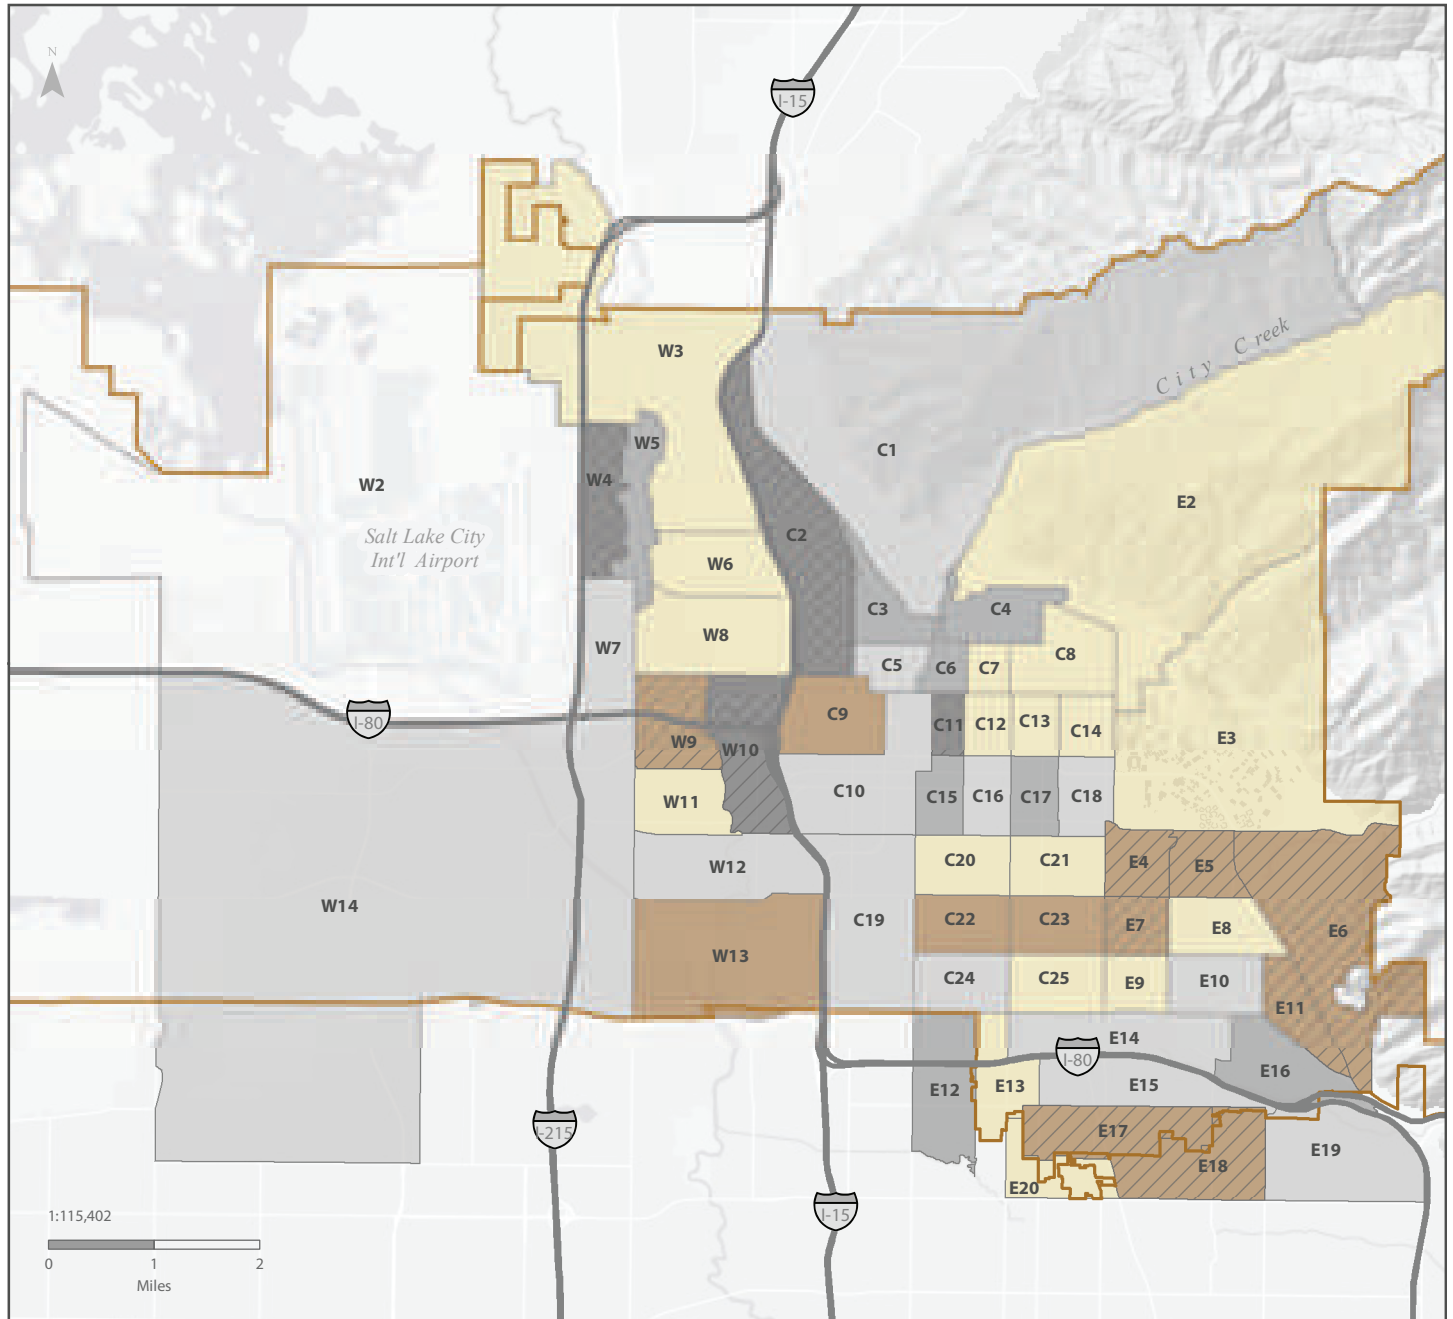 N
I-15
W3
City Creek
W5
C1
W4
W2
E2
Salt Lake City
Int'l Airport
C2
W6
C3
C4
W8
W7
C5
C6
C7
C8
I-80
C9
C11
C12
C13
C14
W9
W10
E3
W11
C10
C15
C16
C17
C18
W12
C20
C21
E4
E5
W14
C19
C22
C23
E7
E8
E6
W13
C24
C25
E9
E10
E11
E14
I-80
E12
E13
E15
E16
I-215
E17
E19
E18
E20
I-15
1:115,402
0
1
2
Miles